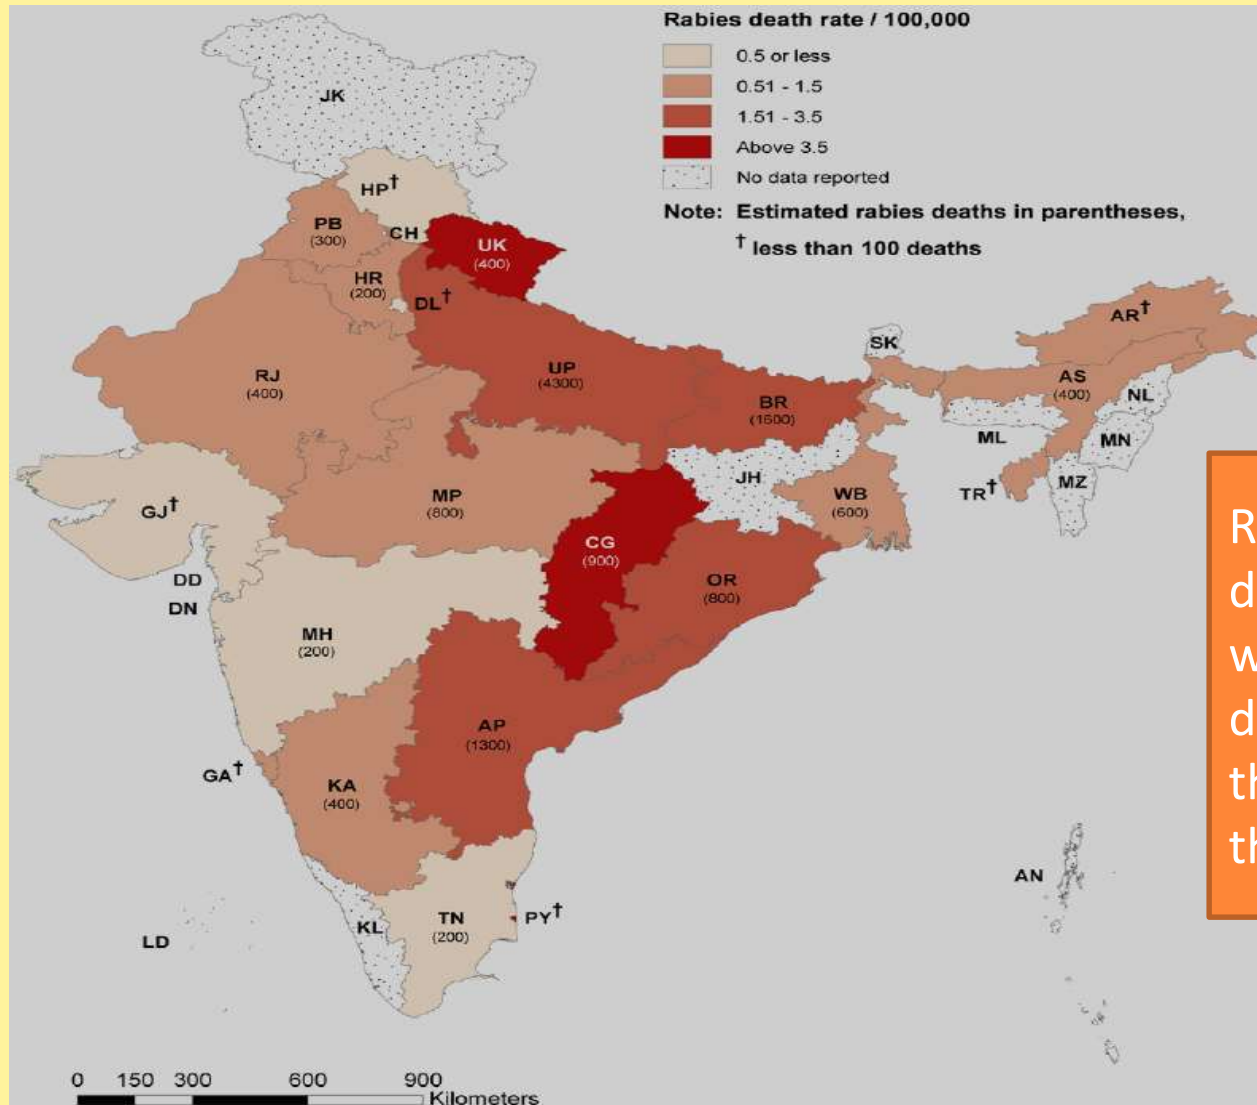 Rabies death rate / 100,000
0.5 or less
0.51 - 1.5
1.51 - 3.5
Above 3.5
No data reported
Note: Estimated rabies deaths in parentheses,
† less than 100 deaths
JK
HP†
PB
(300)
CH
UK
(400)
HR
(200)
DL†
RJ
(400)
UP
(4300)
BR
(1600)
SK
AR†
AS
(400)
NL
ML
MN
TR†
MZ
JH
WB
(600)
GJ†
MP
(800)
CG
(900)
OR
(800)
DD
DN
MH
(200)
AP
(1300)
GA†
KA
(400)
KL
TN
(200)
PY†
LD
AN
0 150 300 600 900
Kilometers